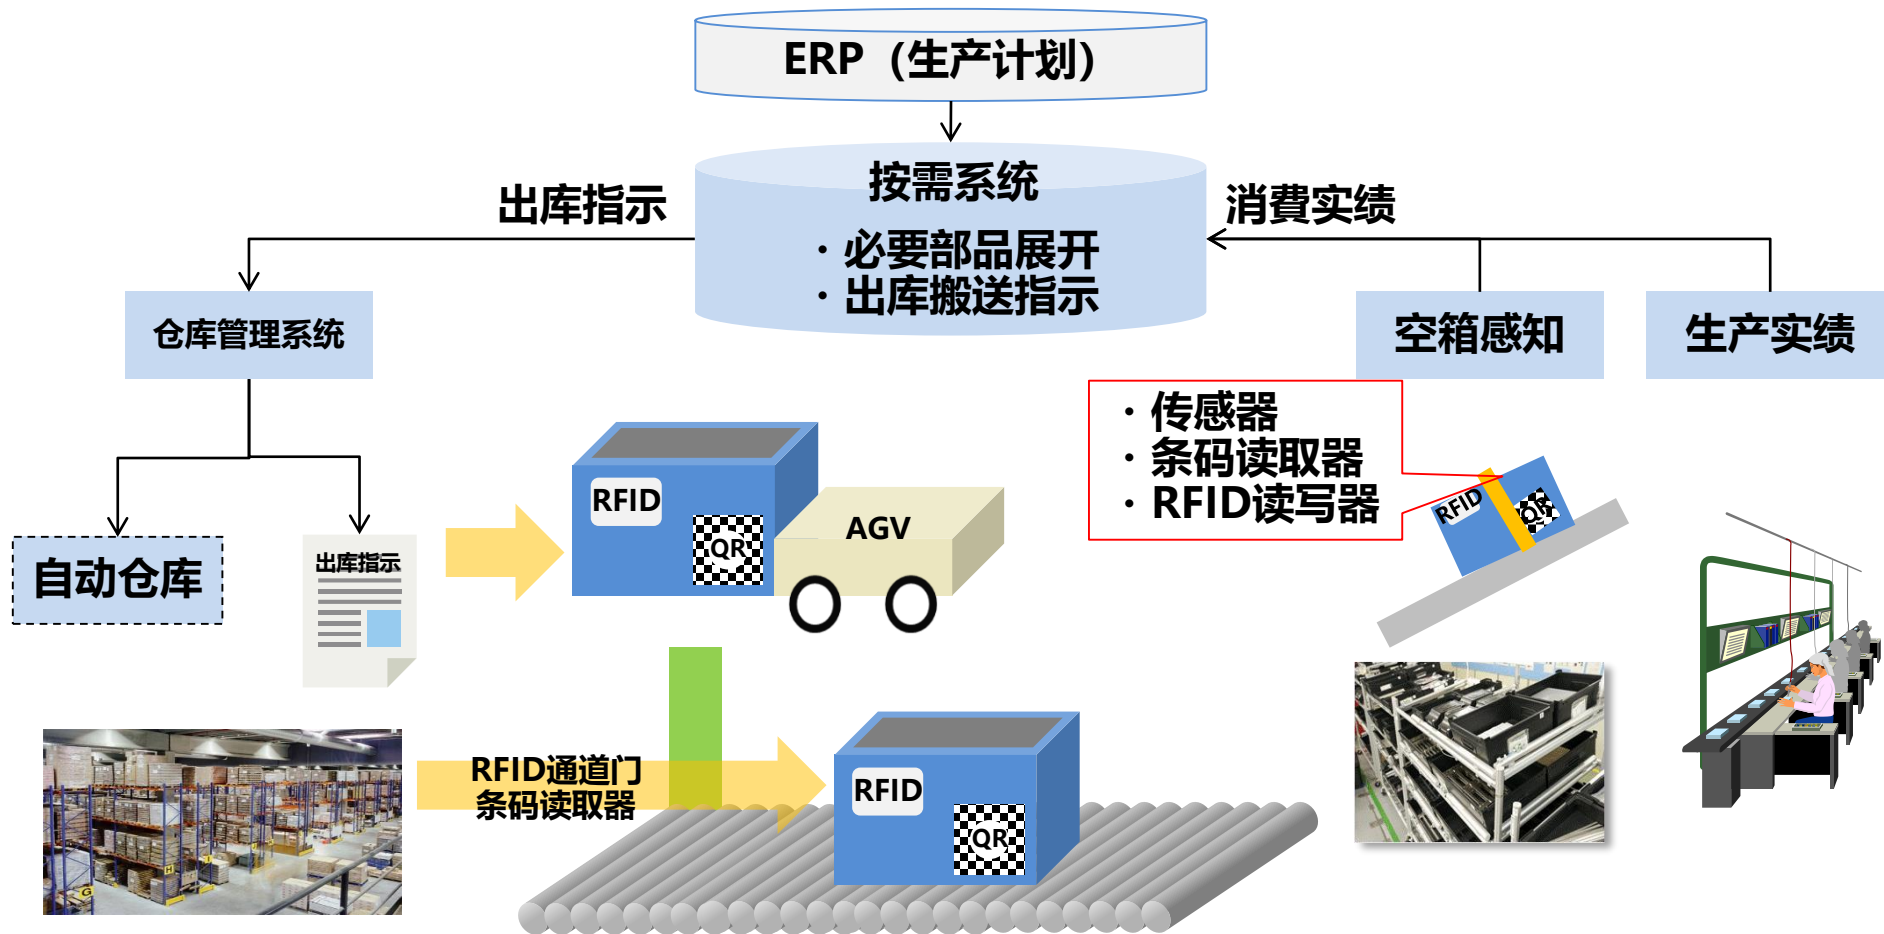 ERP（生产计划）
按需系统
・必要部品展开
・出库搬送指示
出库指示
消費实绩
仓库管理系统
空箱感知
生产实绩
・传感器
・条码读取器
・RFID读写器
RFID
QR
AGV
RFID
QR
自动仓库
出库指示
RFID通道门
条码读取器
RFID
QR
G
H